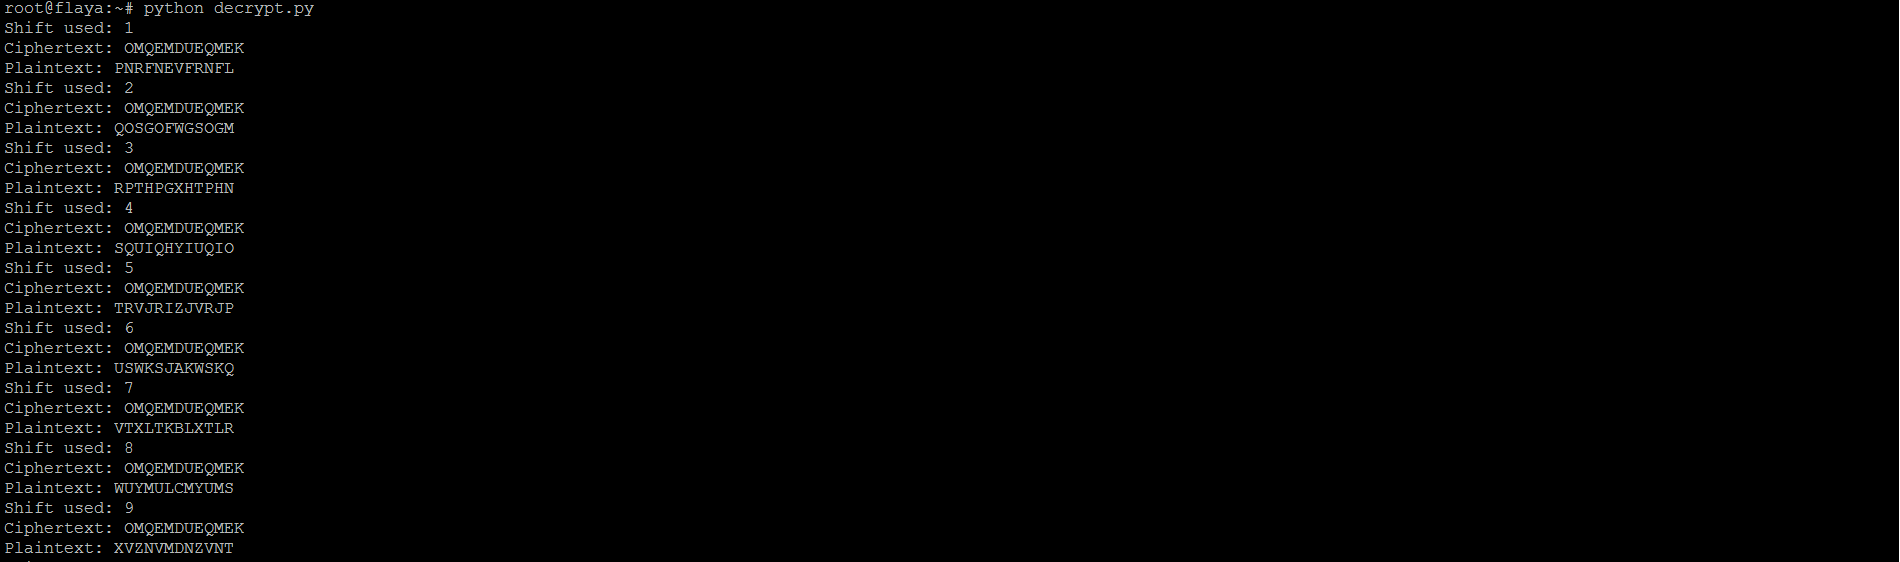 root@flaya:~# python decrypt.py
Shift used: 1
Ciphertext: OMQEMDUEQMEK
Plaintext: PNRFNEVFRNFL
Shift used: 2
Ciphertext: OMQEMDUEQMEK
Plaintext: QOSGOFWGSOGM
Shift used: 3
Ciphertext: OMQEMDUEQMEK
Plaintext: RPTHPGXHTPHN
Shift used: 4
Ciphertext: OMQEMDUEQMEK
Plaintext: SQUIQHYIUQIO
Shift used: 5
Ciphertext: OMQEMDUEQMEK
Plaintext: TRVJRIZJVRJP
Shift used: 6
Ciphertext: OMQEMDUEQMEK
Plaintext: USWKSJAKWSKQ
Shift used: 7
Ciphertext: OMQEMDUEQMEK
Plaintext: VTXLTKBLXTLR
Shift used: 8
Ciphertext: OMQEMDUEQMEK
Plaintext: WUYMULCMYUMS
Shift used: 9
Ciphertext: OMQEMDUEQMEK
Plaintext: XVZNVMDNZVNT